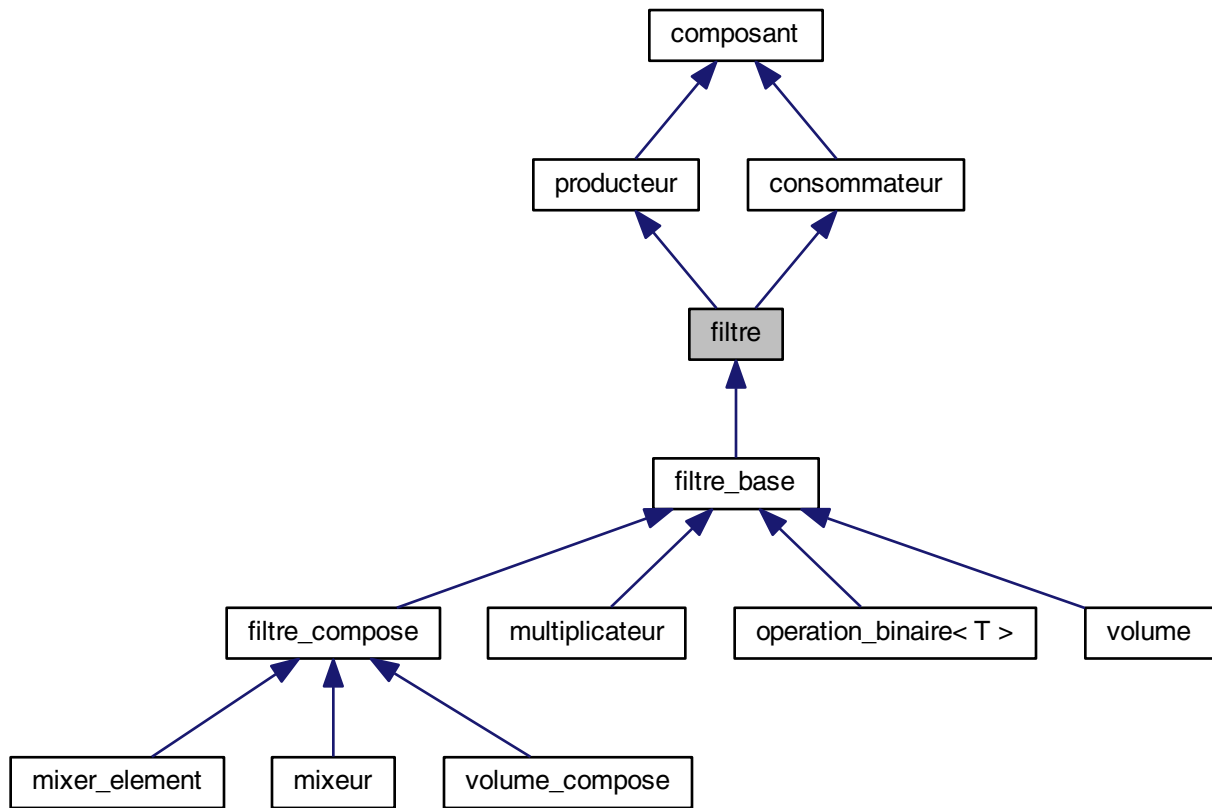 composant
producteur
consommateur
filtre
filtre_base
filtre_compose
multiplicateur
operation_binaire< T >
volume
mixer_element
mixeur
volume_compose